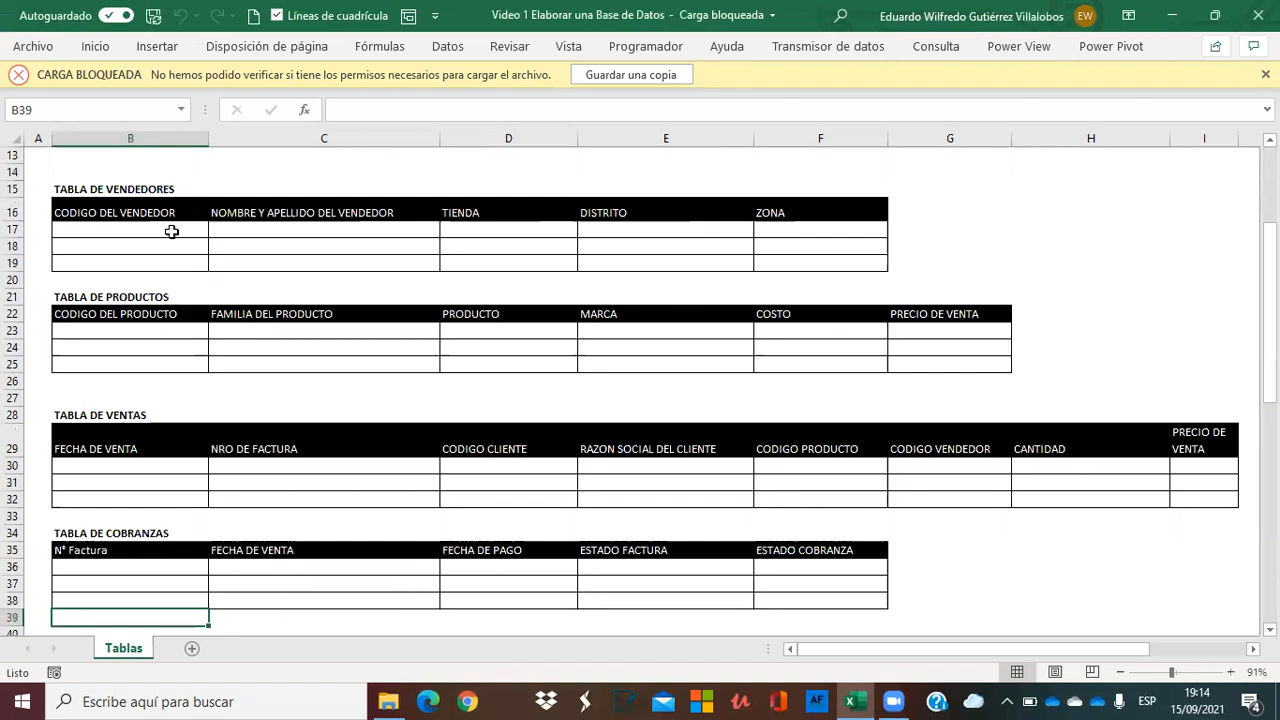 Autoguardado
Líneas de cuadrícula
Video 1 Elaborar una Base de Datos - Carga bloqueada
Eduardo Wilfredo Gutiérrez Villalobos
EW
Archivo Inicio Insertar Disposición de página Fórmulas Datos Revisar Vista Programador Ayuda Transmisor de datos Consulta Power View Power Pivot
CARGA BLOQUEADA No hemos podido verificar si tiene los permisos necesarios para cargar el archivo. Guardar una copia
B39 fx
A B C D E F G H I
13
14
15 TABLA DE VENDEDORES
16 CODIGO DEL VENDEDOR NOMBRE Y APELLIDO DEL VENDEDOR TIENDA DISTRITO ZONA
17
18
19
20
21 TABLA DE PRODUCTOS
22 CODIGO DEL PRODUCTO FAMILIA DEL PRODUCTO PRODUCTO MARCA COSTO PRECIO DE VENTA
23
24
25
26
27
28 TABLA DE VENTAS
PRECIO DE
29 FECHA DE VENTA NRO DE FACTURA CODIGO CLIENTE RAZON SOCIAL DEL CLIENTE CODIGO PRODUCTO CODIGO VENDEDOR CANTIDAD VENTA
30
31
32
33
34 TABLA DE COBRANZAS
35 N° Factura FECHA DE VENTA FECHA DE PAGO ESTADO FACTURA ESTADO COBRANZA
36
37
38
39
40
Tablas
Listo 91%
Escribe aquí para buscar
AF
ESP
19:14
15/09/2021
4